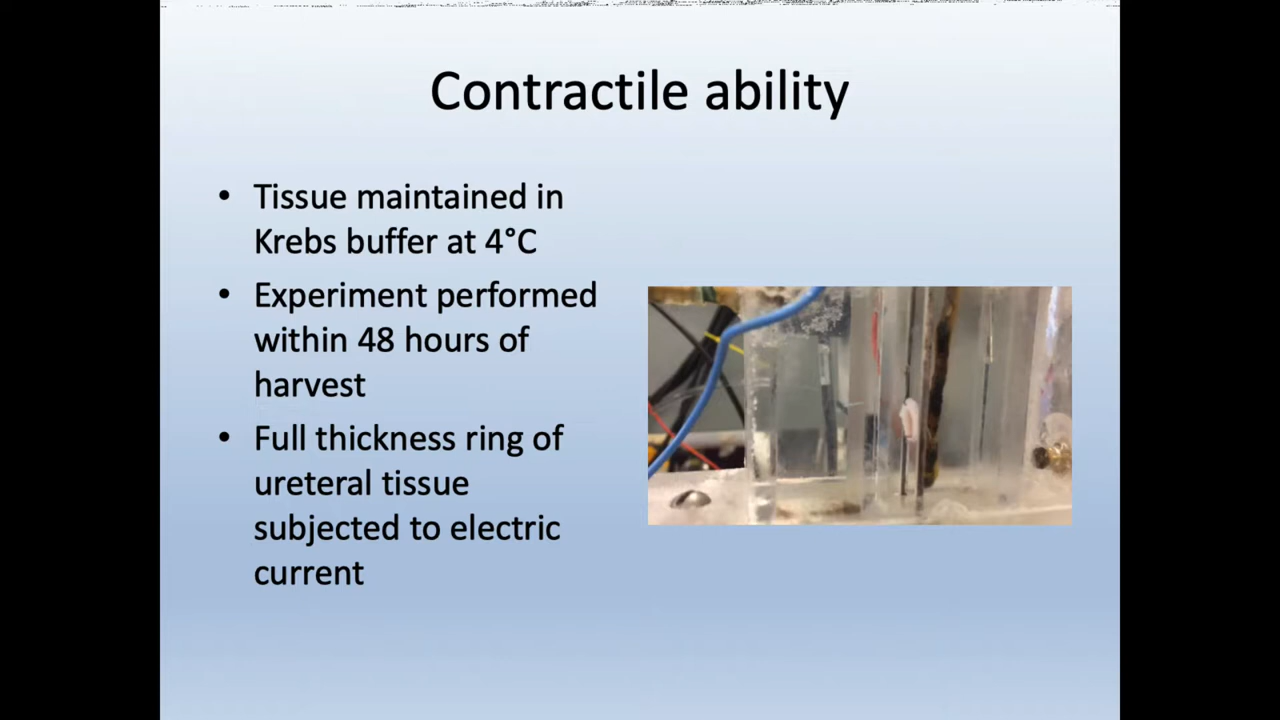 Contractile ability
• Tissue maintained in
Krebs buffer at 4°C
• Experiment performed
within 48 hours of
harvest
• Full thickness ring of
ureteral tissue
subjected to electric
current